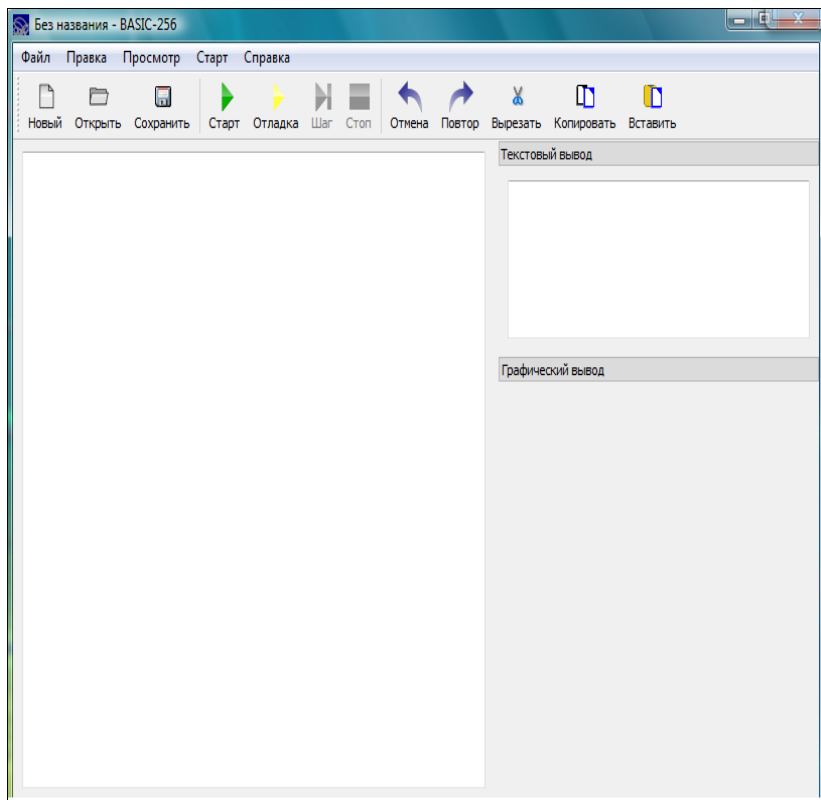 Без названия - BASIC-256
Файл Правка Просмотр Старт Справка
Новый Открыть Сохранить Старт Отладка Шаг Стоп Отмена Повтор Вырезать Копировать Вставить
Текстовый вывод
Графический вывод